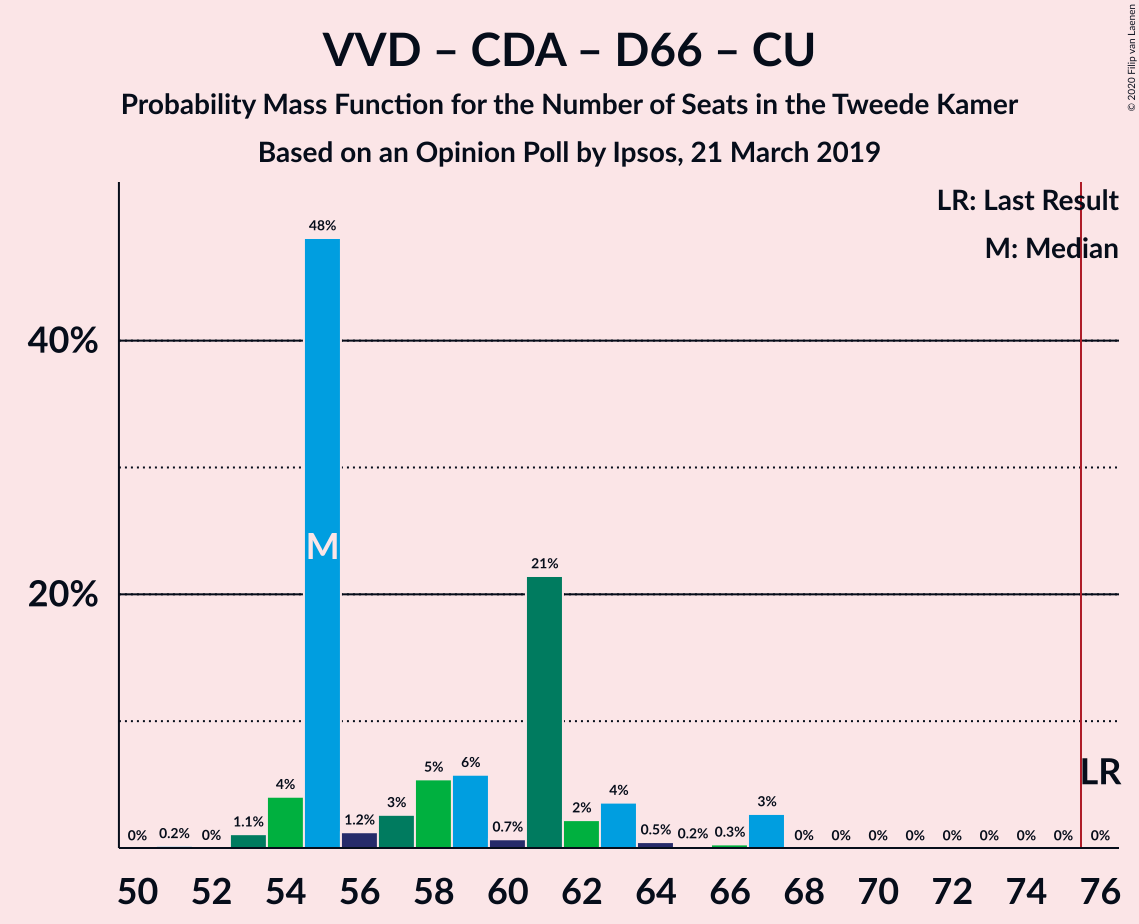 VVD – CDA – D66 – CU
Probability Mass Function for the Number of Seats in the Tweede Kamer
Based on an Opinion Poll by Ipsos, 21 March 2019
© 2020 Filip van Laenen
LR: Last Result
M: Median
40%
20%
0% 0.2% 0% 1.1% 4% 48% 1.2% 3% 5% 6% 0.7% 21% 2% 4% 0.5% 0.2% 0.3% 3% 0% 0% 0% 0% 0% 0% 0% 0% 0%
M
LR
50 52 54 56 58 60 62 64 66 68 70 72 74 76